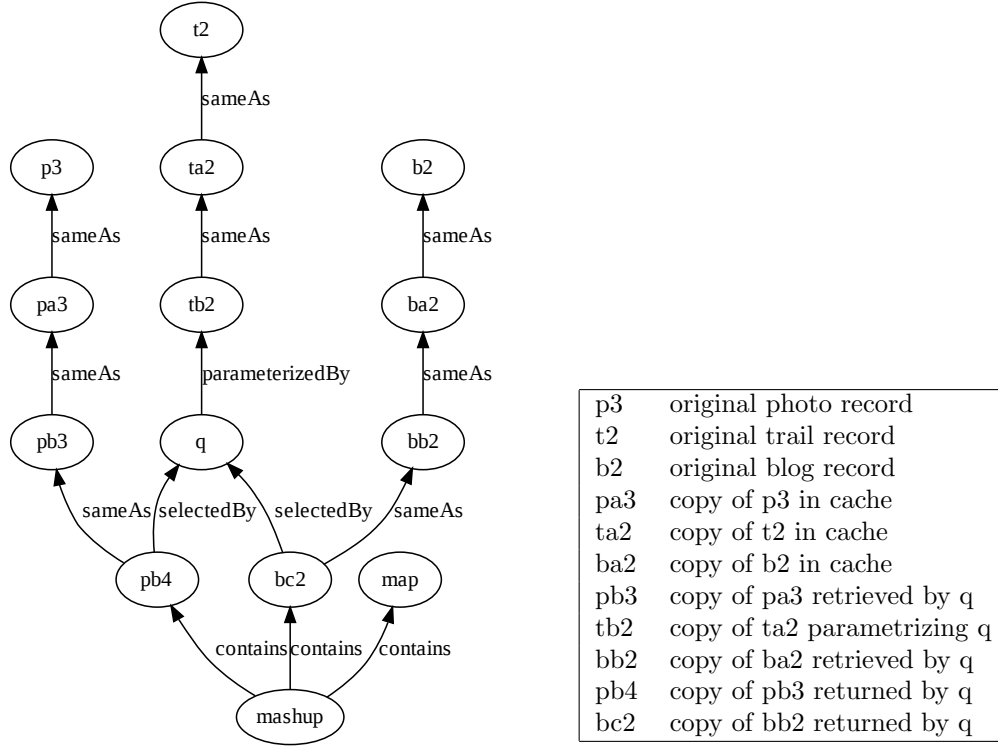 t2
sameAs
p3
ta2
b2
sameAs
sameAs
sameAs
pa3
tb2
ba2
sameAs
parameterizedBy
sameAs
pb3
q
bb2
sameAs
selectedBy
selectedBy
sameAs
pb4
bc2
map
contains
contains
contains
mashup
p3 original photo record
t2 original trail record
b2 original blog record
pa3 copy of p3 in cache
ta2 copy of t2 in cache
ba2 copy of b2 in cache
pb3 copy of pa3 retrieved by q
tb2 copy of ta2 parametrizing q
bb2 copy of ba2 retrieved by q
pb4 copy of pb3 returned by q
bc2 copy of bb2 returned by q